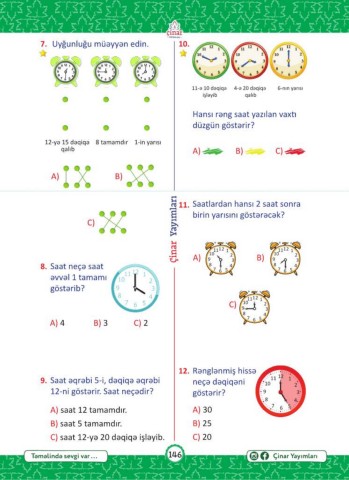 çinar
7. Uyğunluğu müəyyən edin.
12-yə 15 dəqiqə qalıb
8 tamamdır
1-in yarısı
A)
B)
C)
8. Saat neçə saat
əvvəl 1 tamamı
göstərib?
A) 4 B) 3 C) 2
9. Saat əqrəbi 5-i, dəqiqə əqrəbi
12-ni göstərir. Saat neçədir?
A) saat 12 tamamdır.
B) saat 5 tamamdır.
C) saat 12-yə 20 dəqiqə işləyib.
Çinar Yayımları
10.
11-ə 10 dəqiqə işləyib
4-ə 20 dəqiqə qalıb
6-nın yarısı
Hansı rəng saat yazılan vaxtı
düzgün göstərir?
A) B) C)
11. Saatlardan hansı 2 saat sonra
birin yarısını göstərəcək?
A) B)
C)
12. Rənglənmiş hissə
neçə dəqiqəni
göstərir?
A) 30
B) 25
C) 20
Təməlində sevgi var ...
146
Çinar Yayımları